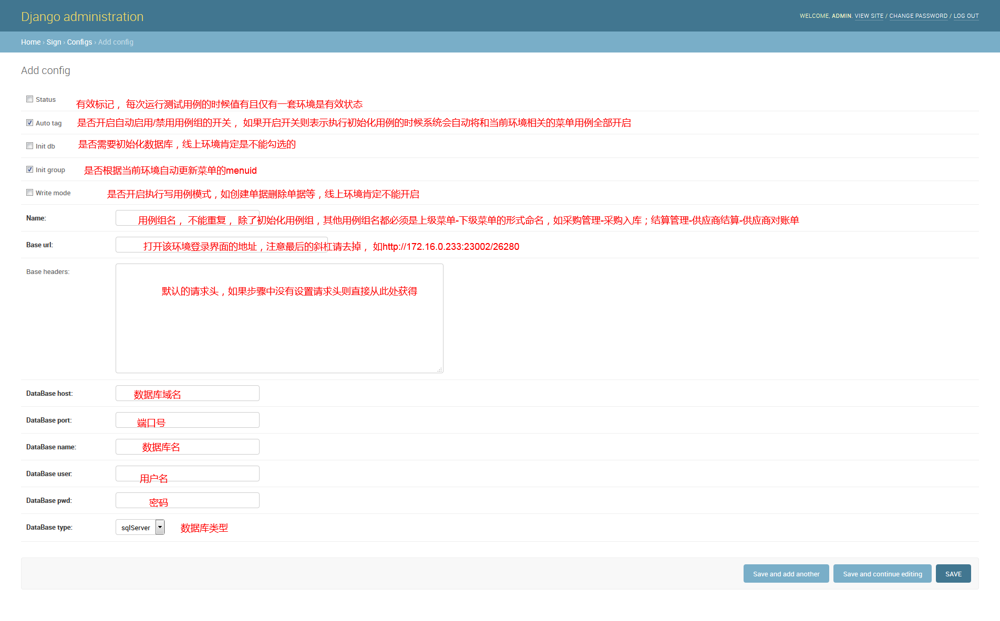 Django administration
WELCOME, ADMIN. VIEW SITE / CHANGE PASSWORD / LOG OUT
Home › Sign › Configs › Add config
Add config
Status 有效标记， 每次运行测试用例的时候值有且仅有一套环境是有效状态
Auto tag 是否开启自动启用/禁用用例组的开关， 如果开启开关则表示执行初始化用例的时候系统会自动将和当前环境相关的菜单用例全部开启
Init db 是否需要初始化数据库，线上环境肯定是不能勾选的
Init group 是否根据当前环境自动更新菜单的menuid
Write mode 是否开启执行写用例模式，如创建单据删除单据等，线上环境肯定不能开启
Name: 用例组名， 不能重复， 除了初始化用例组，其他用例组名都必须是上级菜单-下级菜单的形式命名，如采购管理-采购入库；结算管理-供应商结算-供应商对账单
Base url: 打开该环境登录界面的地址，注意最后的斜杠请去掉， 如http://172.16.0.233:23002/26280
Base headers:
默认的请求头，如果步骤中没有设置请求头则直接从此处获得
DataBase host: 数据库域名
DataBase port: 端口号
DataBase name: 数据库名
DataBase user: 用户名
DataBase pwd: 密码
DataBase type: sqlServer 数据库类型
Save and add another Save and continue editing SAVE